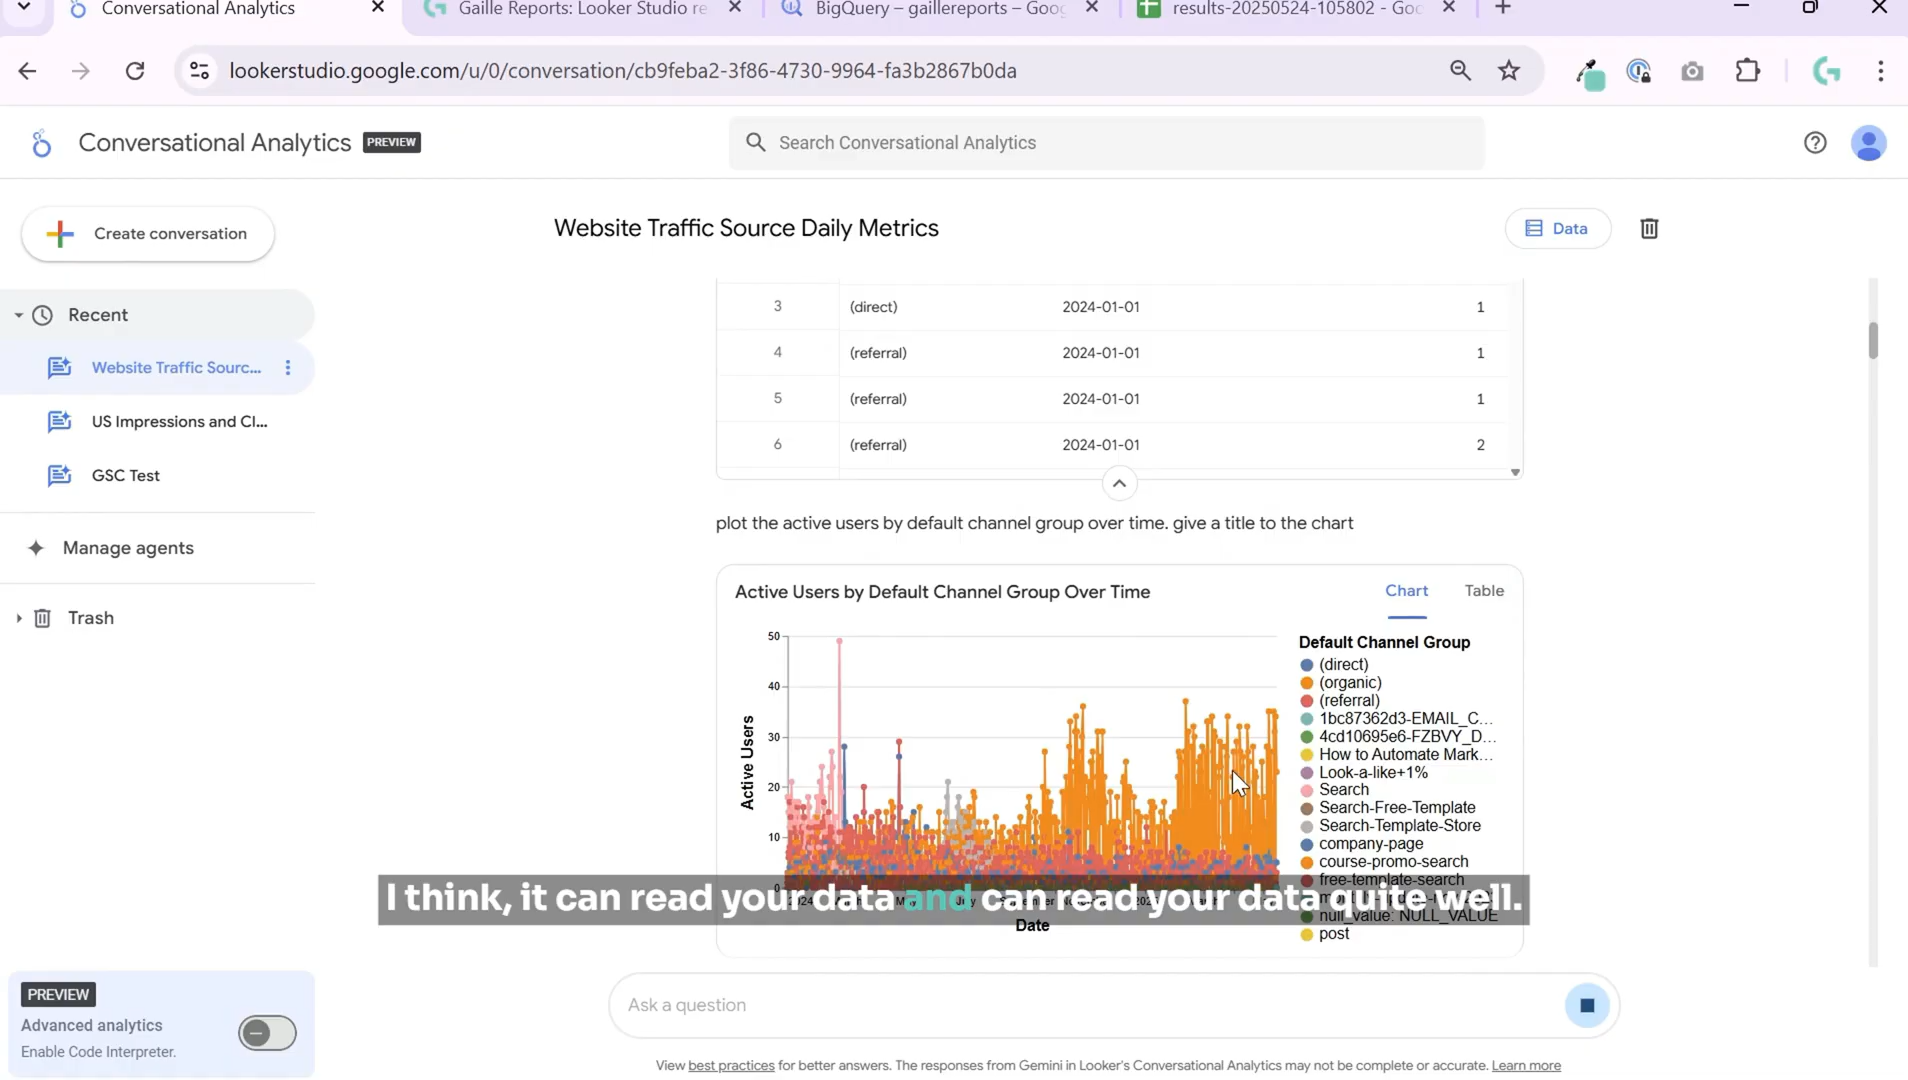 Conversational Analytics
Gaille Reports: Looker Studio re
BigQuery – gaillereports – Goog
results-20250524-105802 - Goo
lookerstudio.google.com/u/0/conversation/cb9feba2-3f86-4730-9964-fa3b2867b0da
Conversational Analytics PREVIEW
Search Conversational Analytics
Create conversation
Website Traffic Source Daily Metrics
Data
Recent
Website Traffic Sourc...
US Impressions and Cl...
GSC Test
Manage agents
Trash
3 (direct) 2024-01-01 1
4 (referral) 2024-01-01 1
5 (referral) 2024-01-01 1
6 (referral) 2024-01-01 2
plot the active users by default channel group over time. give a title to the chart
Active Users by Default Channel Group Over Time
Chart
Table
50
40
30
20
10
0
Active Users
Date
Default Channel Group
(direct)
(organic)
(referral)
1bc87362d3-EMAIL_C...
4cd10695e6-FZBVY_D...
How to Automate Mark...
Look-a-like+1%
Search
Search-Free-Template
Search-Template-Store
company-page
course-promo-search
free-template-search
null_value: NULL_VALUE
post
I think, it can read your data and can read your data quite well.
Ask a question
PREVIEW
Advanced analytics
Enable Code Interpreter.
View best practices for better answers. The responses from Gemini in Looker's Conversational Analytics may not be complete or accurate. Learn more